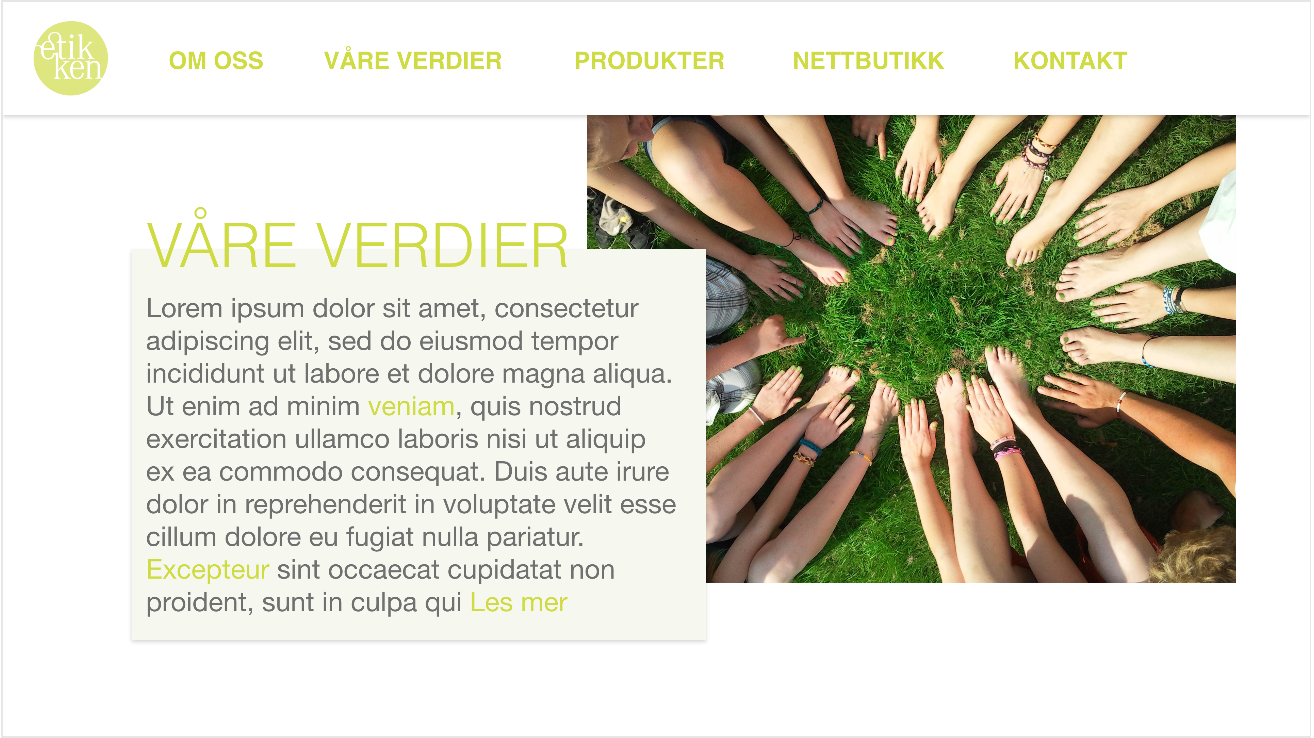 etik
ken
OM OSS VÅRE VERDIER PRODUKTER NETTBUTIKK KONTAKT
VÅRE VERDIER
Lorem ipsum dolor sit amet, consectetur
adipiscing elit, sed do eiusmod tempor
incididunt ut labore et dolore magna aliqua.
Ut enim ad minim veniam, quis nostrud
exercitation ullamco laboris nisi ut aliquip
ex ea commodo consequat. Duis aute irure
dolor in reprehenderit in voluptate velit esse
cillum dolore eu fugiat nulla pariatur.
Excepteur sint occaecat cupidatat non
proident, sunt in culpa qui Les mer